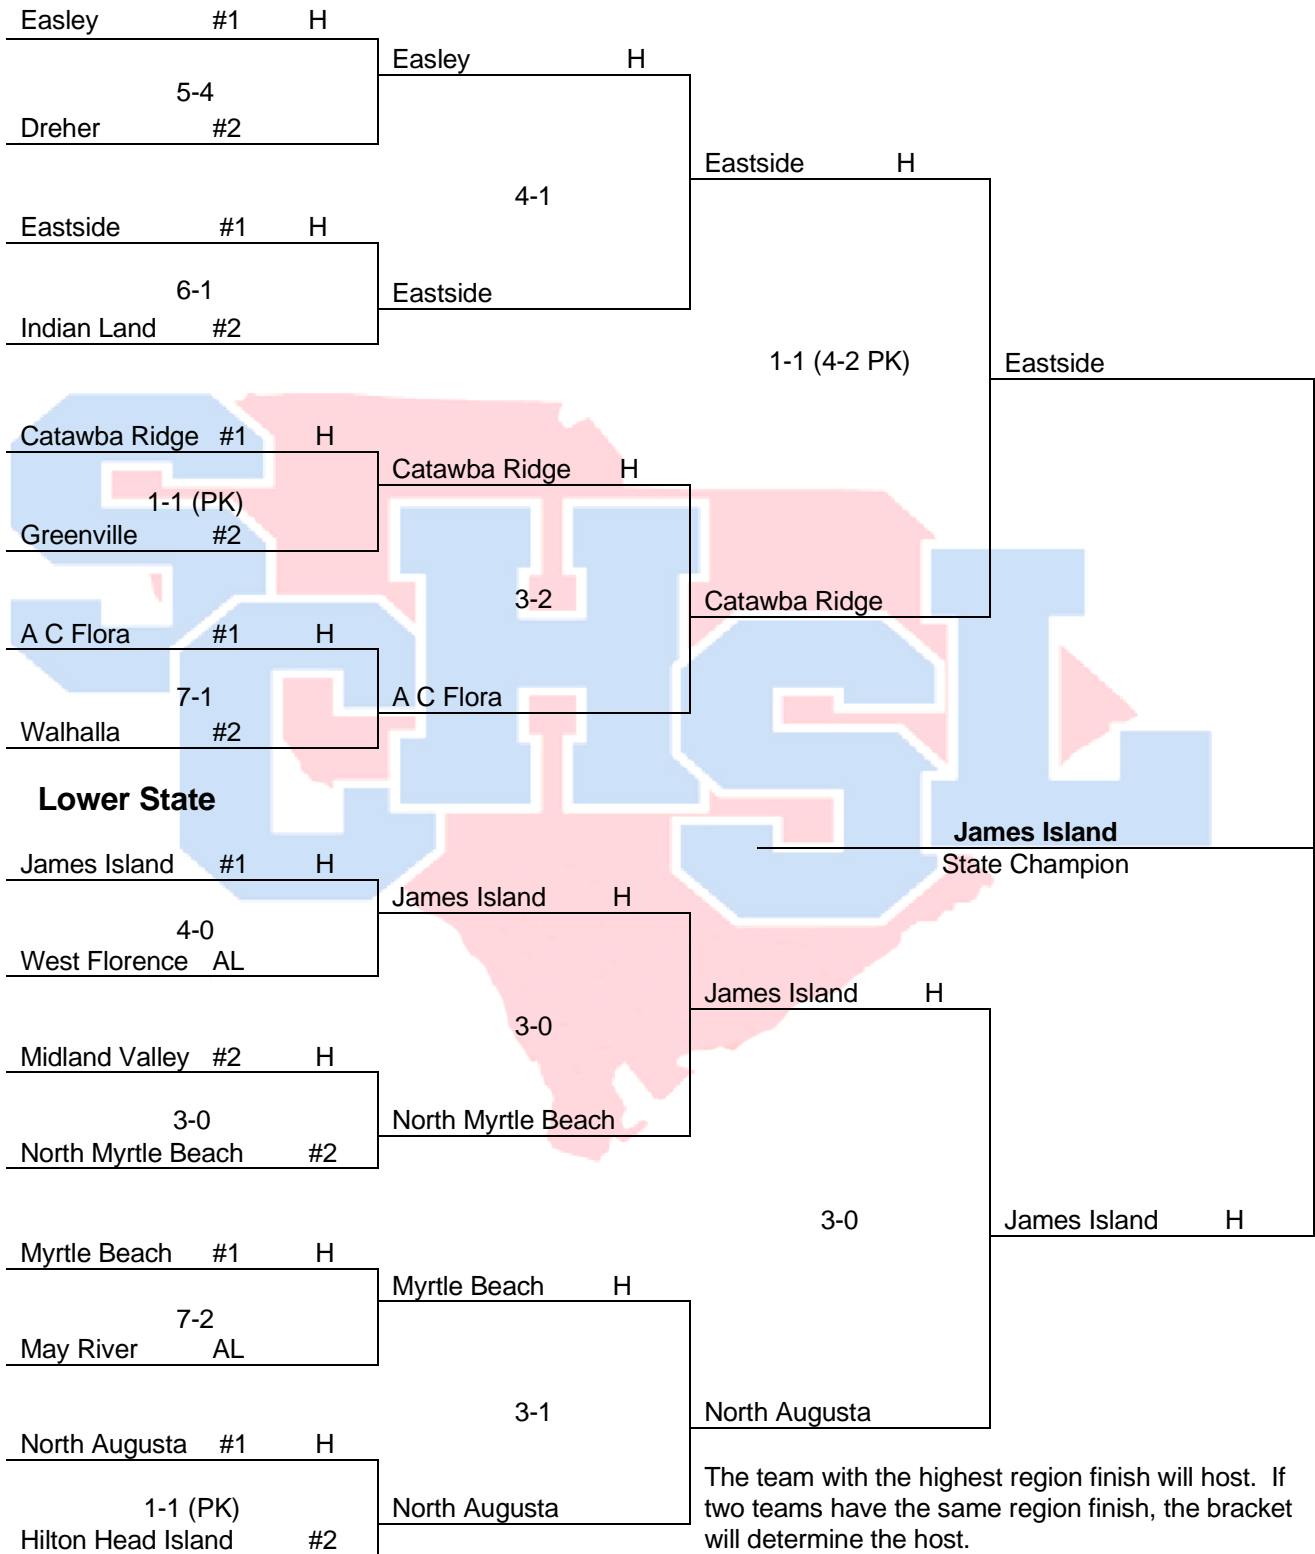 Easley #1 H
Easley H
5-4
Dreher #2
Eastside H
4-1
Eastside #1 H
6-1
Eastside
Indian Land #2
1-1 (4-2 PK)
Eastside
Catawba Ridge #1 H
Catawba Ridge H
1-1 (PK)
Greenville #2
3-2
Catawba Ridge
A C Flora #1 H
7-1
A C Flora
Walhalla #2
Lower State
James Island
State Champion
James Island #1 H
James Island H
4-0
West Florence AL
James Island H
3-0
Midland Valley #2 H
3-0
North Myrtle Beach
North Myrtle Beach #2
3-0
James Island H
Myrtle Beach #1 H
Myrtle Beach H
7-2
May River AL
3-1
North Augusta
North Augusta #1 H
1-1 (PK)
North Augusta
Hilton Head Island #2
The team with the highest region finish will host. If
two teams have the same region finish, the bracket
will determine the host.
SCHSL